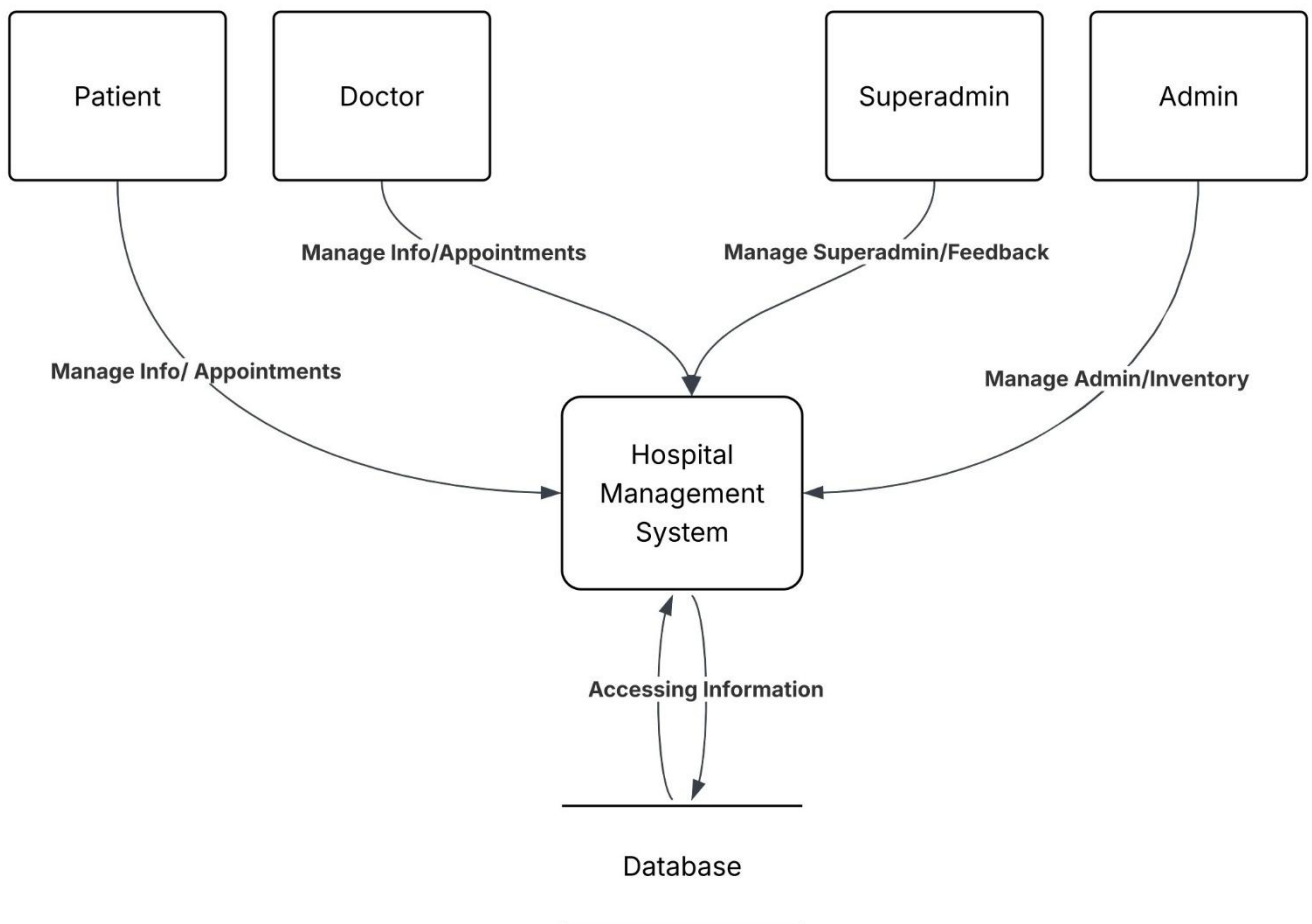 Patient
Doctor
Superadmin
Admin
Manage Info/Appointments
Manage Superadmin/Feedback
Manage Info/ Appointments
Manage Admin/Inventory
Hospital
Management
System
Accessing Information
Database